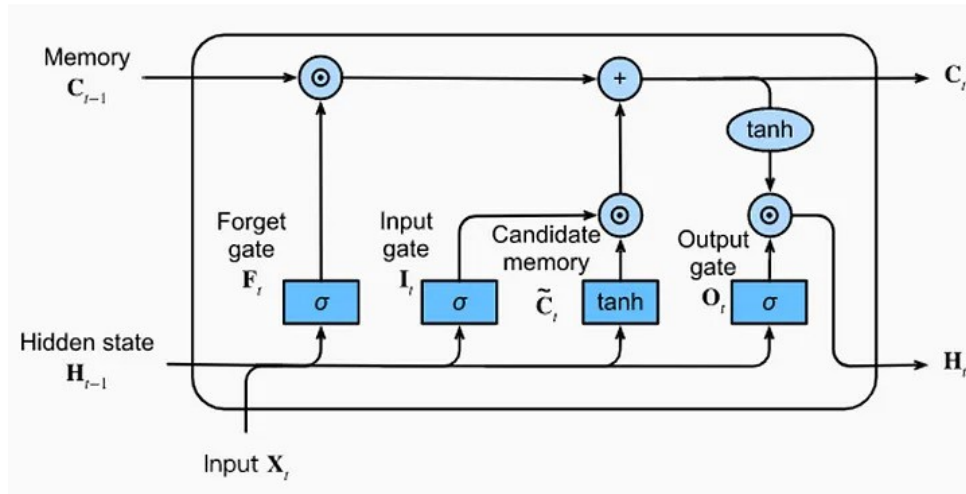 Memory
C_{t-1}
+
C_t
tanh
Forget
gate
F_t
Input
gate
I_t
Candidate
memory
C̃_t
Output
gate
O_t
σ
σ
tanh
σ
Hidden state
H_{t-1}
H_t
Input X_t